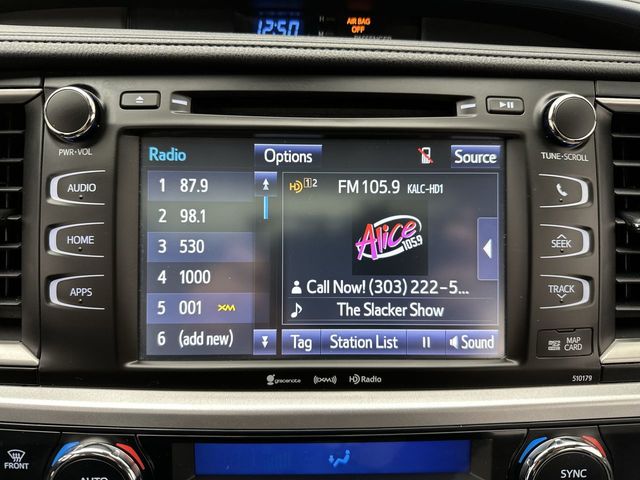 12:50
AIR BAG
OFF
PASSENGER
PWR•VOL
TUNE•SCROLL
Radio
Options
Source
1 87.9
2 98.1
3 530
4 1000
5 001 XM
6 (add new)
HD 1 2 FM 105.9 KALC-HD1
Alice 105.9
Call Now! (303) 222-5...
The Slacker Show
Tag
Station List
Sound
AUDIO
HOME
APPS
SEEK
TRACK
MAP
CARD
gracenote
((XM))
HD Radio
510179
FRONT
AUTO
SYNC